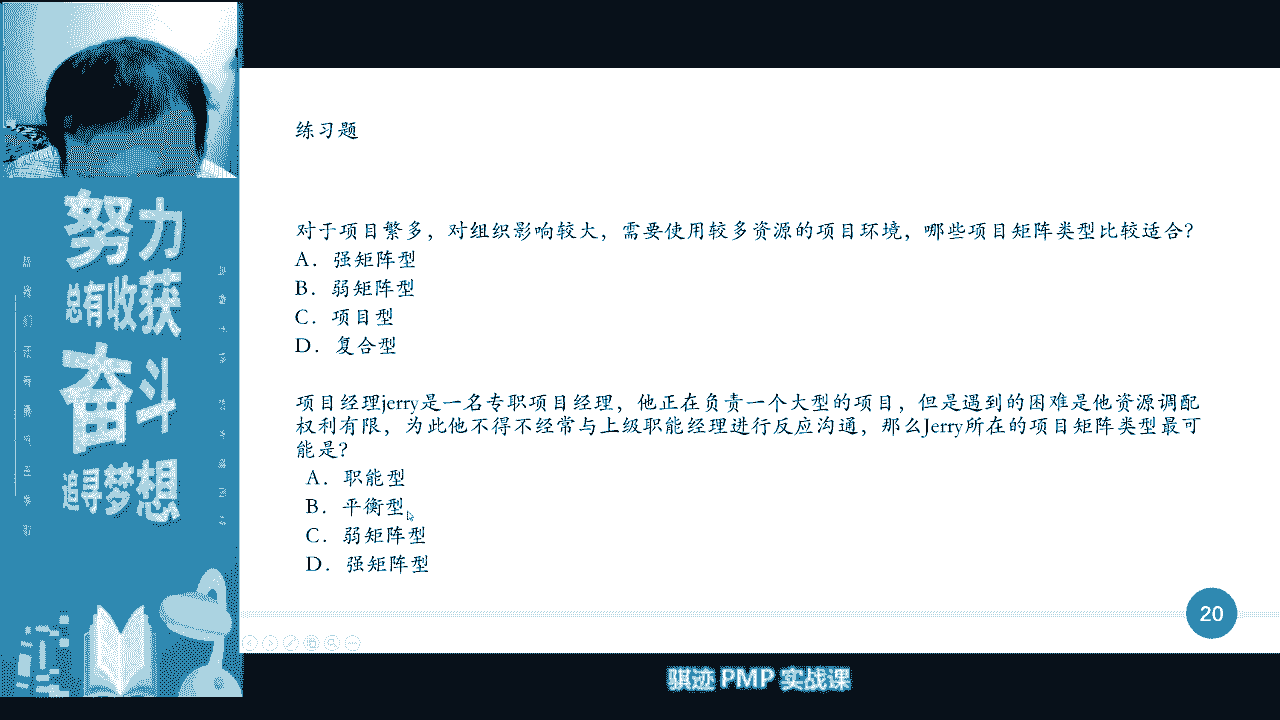 练习题
对于项目繁多，对组织影响较大，需要使用较多资源的项目环境，哪些项目矩阵类型比较适合？
A．强矩阵型
B．弱矩阵型
C．项目型
D．复合型
项目经理jerry是一名专职项目经理，他正在负责一个大型的项目，但是遇到的困难是他资源调配
权利有限，为此他不得不经常与上级职能经理进行反应沟通，那么Jerry所在的项目矩阵类型最可
能是？
A．职能型
B．平衡型
C．弱矩阵型
D．强矩阵型
20
努力
总有收获
奋斗
追寻梦想
骐迹 PMP 实战课